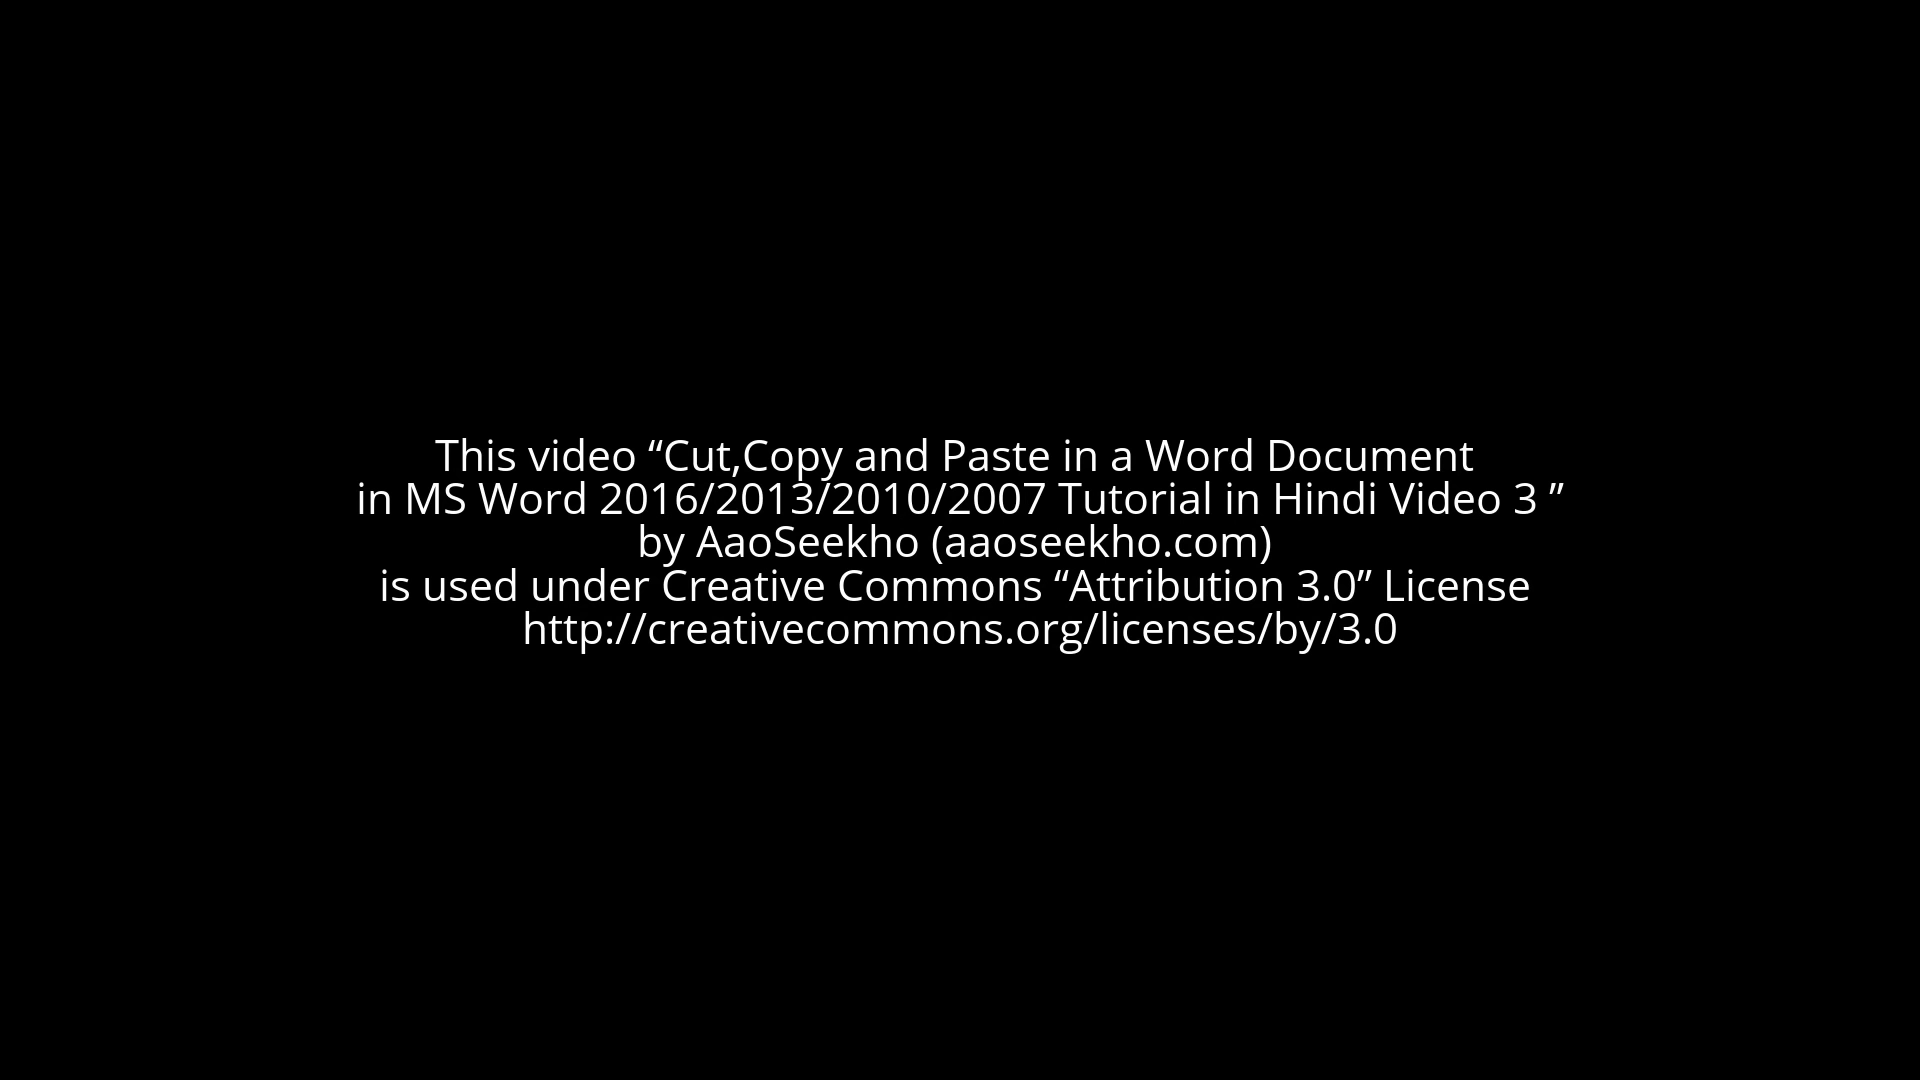 This video “Cut,Copy and Paste in a Word Document
in MS Word 2016/2013/2010/2007 Tutorial in Hindi Video 3 ”
by AaoSeekho (aaoseekho.com)
is used under Creative Commons “Attribution 3.0” License
http://creativecommons.org/licenses/by/3.0